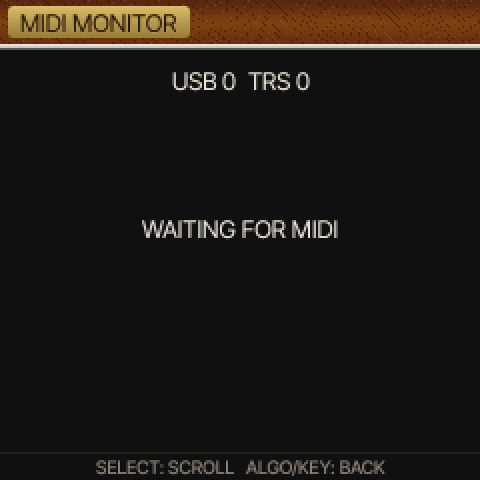 MIDI MONITOR
USB 0 TRS 0
WAITING FOR MIDI
SELECT: SCROLL ALGO/KEY: BACK